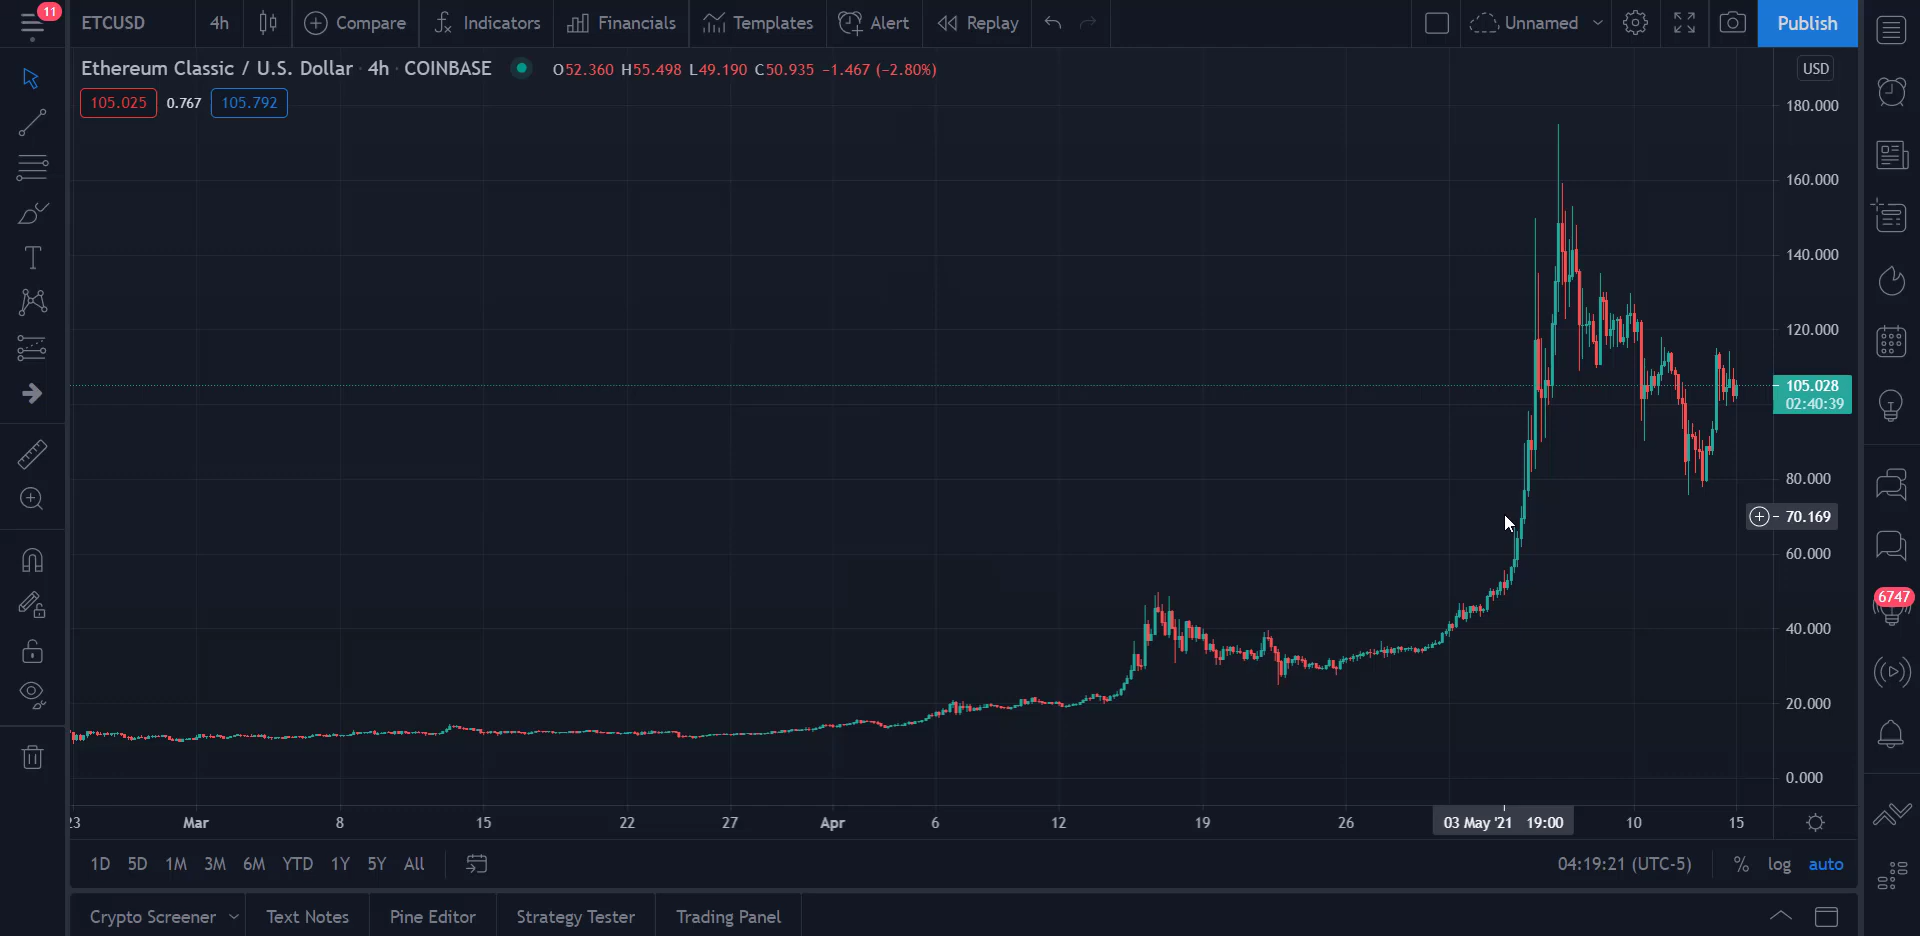 11
ETCUSD 4h Compare Indicators Financials Templates Alert Replay Unnamed Publish
Ethereum Classic / U.S. Dollar · 4h · COINBASE O52.360 H55.498 L49.190 C50.935 −1.467 (−2.80%)
USD
105.025 0.767 105.792
180.000
160.000
140.000
120.000
105.028
02:40:39
80.000
70.169
60.000
6747
40.000
20.000
0.000
23 Mar 8 15 22 27 Apr 6 12 19 26 03 May '21 19:00 10 15
1D 5D 1M 3M 6M YTD 1Y 5Y All 04:19:21 (UTC-5) % log auto
Crypto Screener Text Notes Pine Editor Strategy Tester Trading Panel